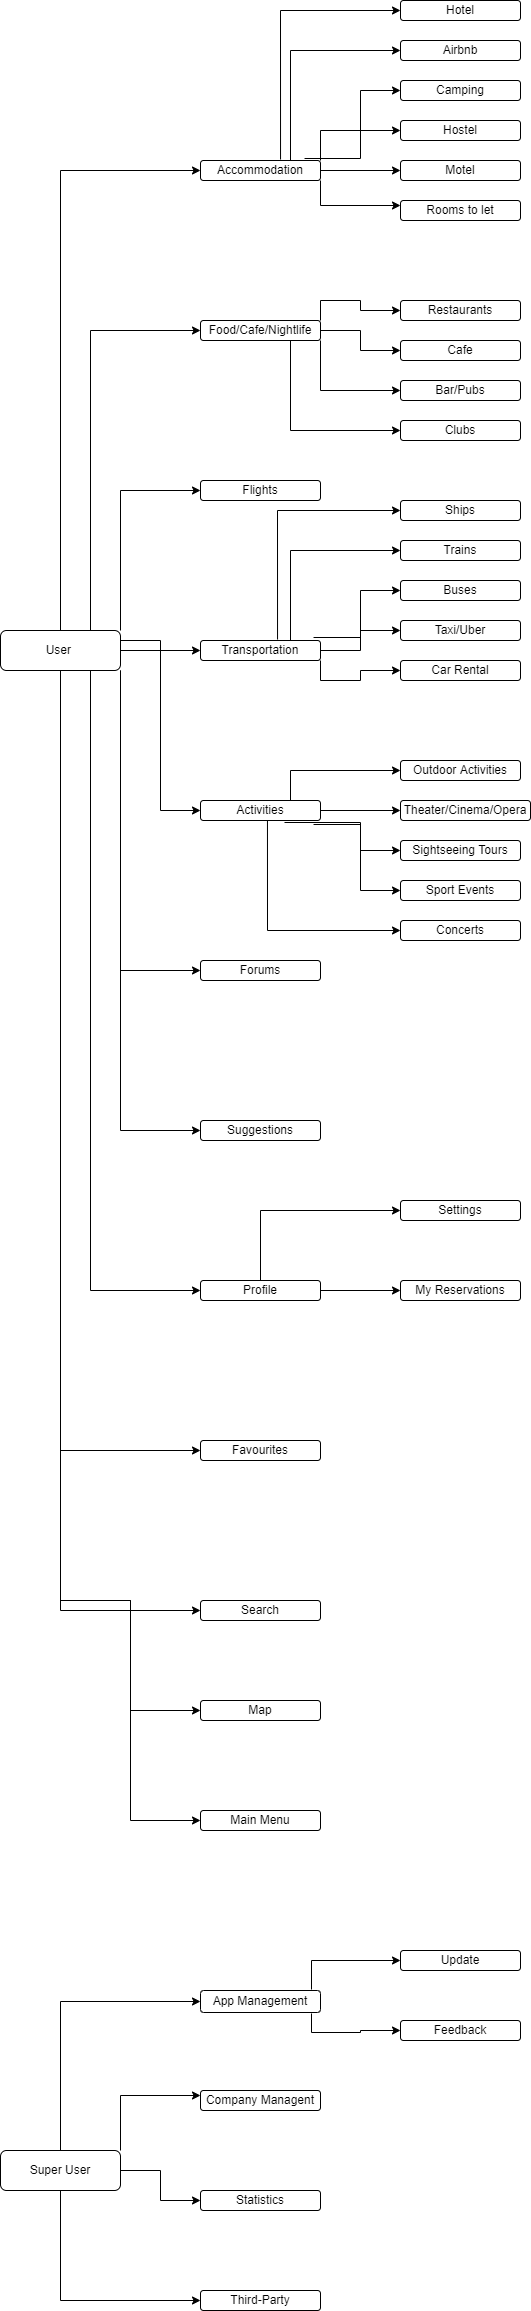 Hotel
Airbnb
Camping
Hostel
Accommodation
Motel
Rooms to let
Restaurants
Food/Cafe/Nightlife
Cafe
Bar/Pubs
Clubs
Flights
Ships
Trains
Buses
Taxi/Uber
User
Transportation
Car Rental
Outdoor Activities
Activities
Theater/Cinema/Opera
Sightseeing Tours
Sport Events
Concerts
Forums
Suggestions
Settings
Profile
My Reservations
Favourites
Search
Map
Main Menu
Update
App Management
Feedback
Company Managent
Super User
Statistics
Third-Party